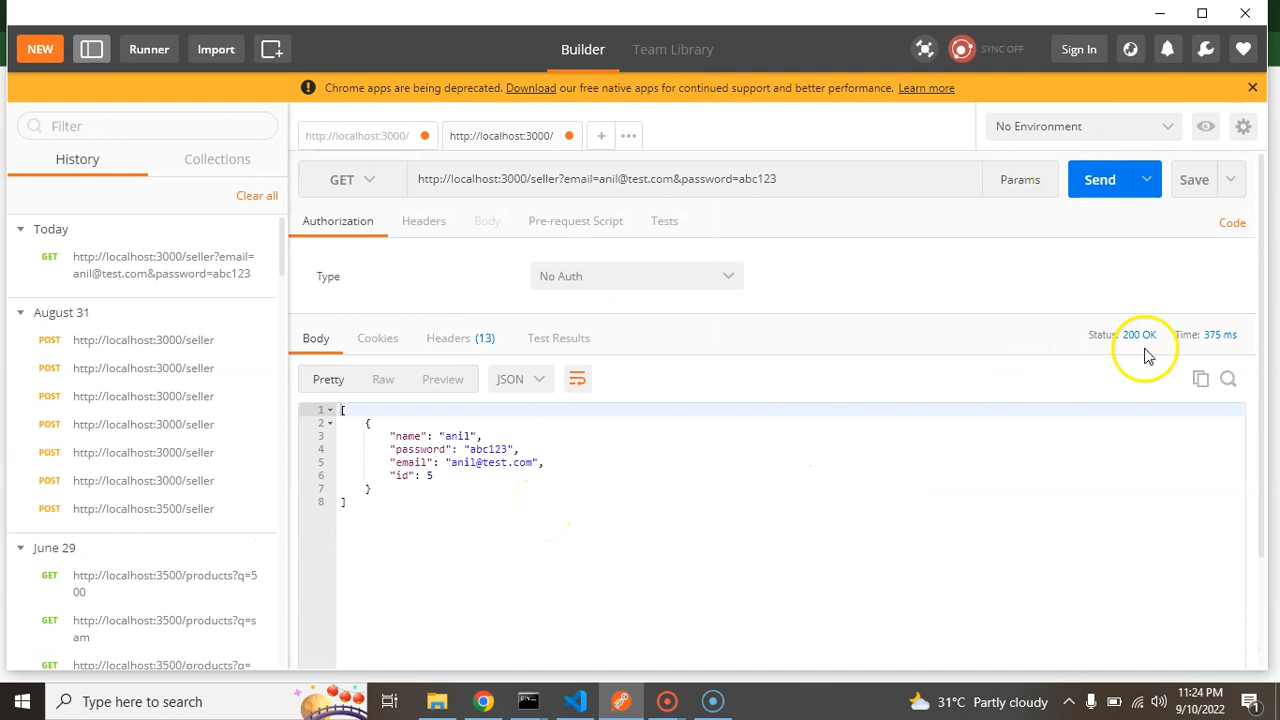 NEW
Runner
Import
Builder
Team Library
SYNC OFF
Sign In
Chrome apps are being deprecated. Download our free native apps for continued support and better performance. Learn more
Filter
History
Collections
Clear all
Today
GET http://localhost:3000/seller?email=
anil@test.com&password=abc123
August 31
POST http://localhost:3000/seller
POST http://localhost:3000/seller
POST http://localhost:3000/seller
POST http://localhost:3000/seller
POST http://localhost:3000/seller
POST http://localhost:3000/seller
POST http://localhost:3500/seller
June 29
GET http://localhost:3500/products?q=5
00
GET http://localhost:3500/products?q=s
am
GET http://localhost:3500/products?q=
http://localhost:3000/
http://localhost:3000/
No Environment
GET
http://localhost:3000/seller?email=anil@test.com&password=abc123
Params
Send
Save
Authorization
Headers
Body
Pre-request Script
Tests
Code
Type
No Auth
Body
Cookies
Headers (13)
Test Results
Status: 200 OK
Time: 375 ms
Pretty
Raw
Preview
JSON
1 [
2 {
3 "name": "anil",
4 "password": "abc123",
5 "email": "anil@test.com",
6 "id": 5
7 }
8 ]
Type here to search
31°C Partly cloudy
11:24 PM
9/10/2022
1